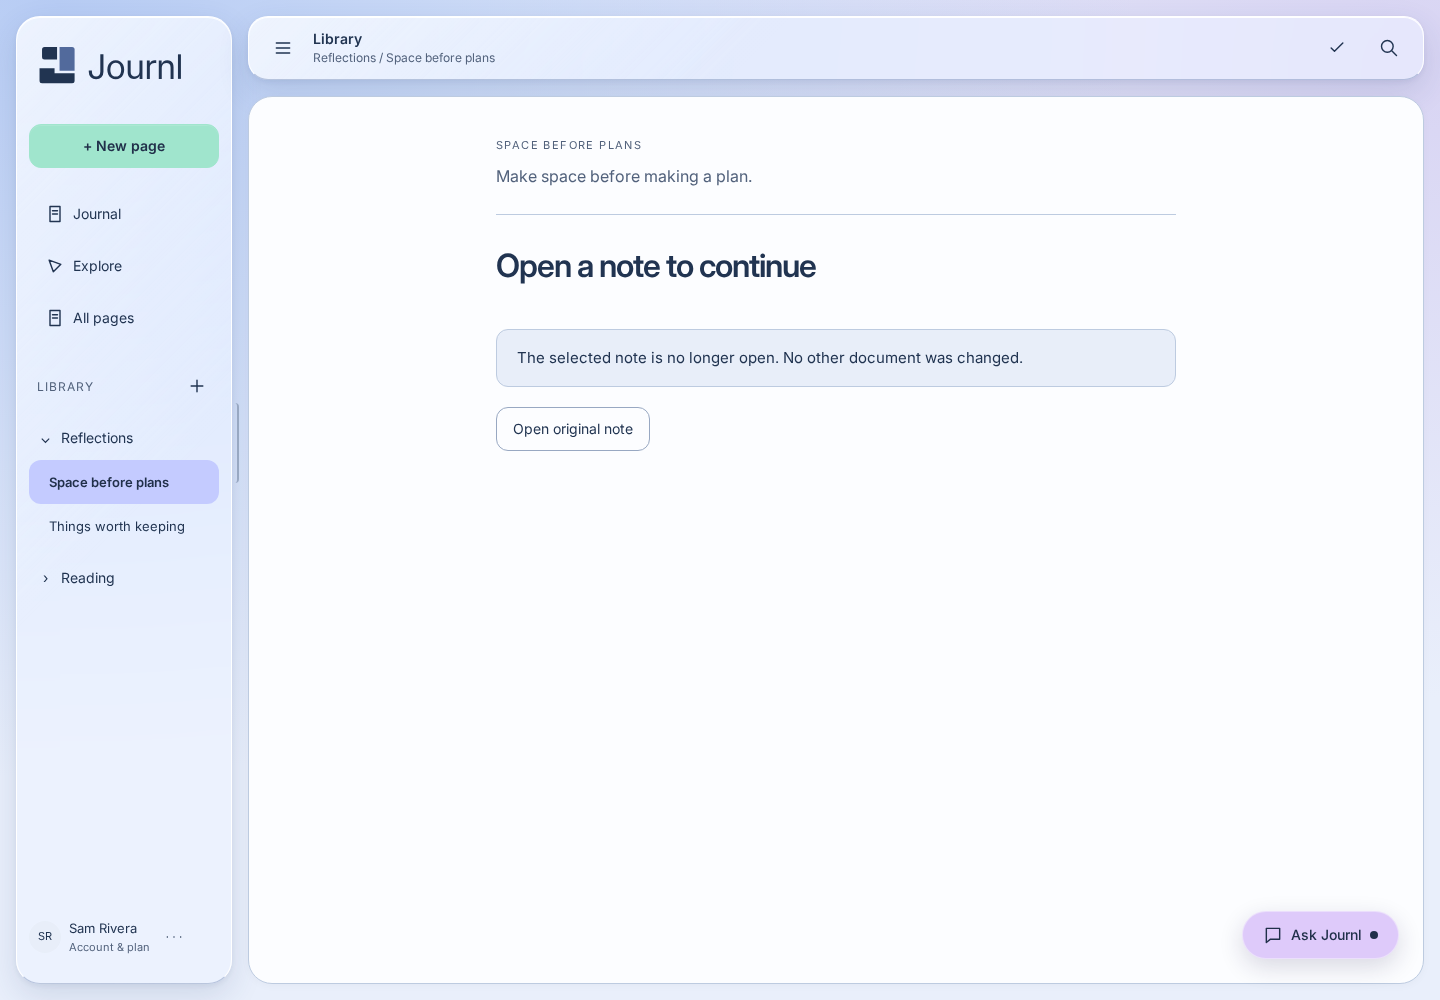 Journl
+ New page
Journal
Explore
All pages
LIBRARY
Reflections
Space before plans
Things worth keeping
Reading
SR
Sam Rivera
Account & plan
Library
Reflections / Space before plans
SPACE BEFORE PLANS
Make space before making a plan.
Open a note to continue
The selected note is no longer open. No other document was changed.
Open original note
Ask Journl